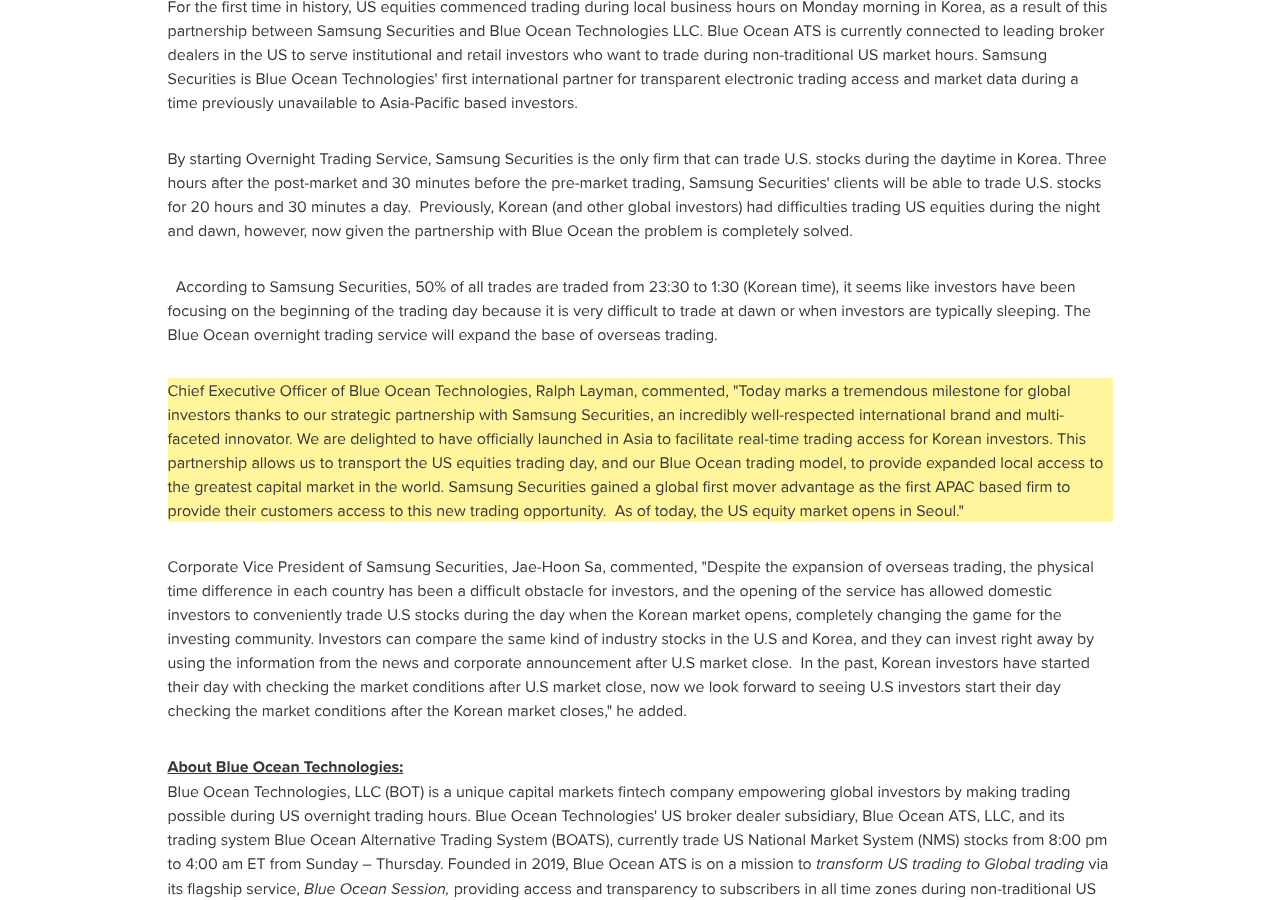 For the first time in history, US equities commenced trading during local business hours on Monday morning in Korea, as a result of this
partnership between Samsung Securities and Blue Ocean Technologies LLC. Blue Ocean ATS is currently connected to leading broker
dealers in the US to serve institutional and retail investors who want to trade during non-traditional US market hours. Samsung
Securities is Blue Ocean Technologies' first international partner for transparent electronic trading access and market data during a
time previously unavailable to Asia-Pacific based investors.
By starting Overnight Trading Service, Samsung Securities is the only firm that can trade U.S. stocks during the daytime in Korea. Three
hours after the post-market and 30 minutes before the pre-market trading, Samsung Securities' clients will be able to trade U.S. stocks
for 20 hours and 30 minutes a day.  Previously, Korean (and other global investors) had difficulties trading US equities during the night
and dawn, however, now given the partnership with Blue Ocean the problem is completely solved.
According to Samsung Securities, 50% of all trades are traded from 23:30 to 1:30 (Korean time), it seems like investors have been
focusing on the beginning of the trading day because it is very difficult to trade at dawn or when investors are typically sleeping. The
Blue Ocean overnight trading service will expand the base of overseas trading.
Chief Executive Officer of Blue Ocean Technologies, Ralph Layman, commented, "Today marks a tremendous milestone for global
investors thanks to our strategic partnership with Samsung Securities, an incredibly well-respected international brand and multi-
faceted innovator. We are delighted to have officially launched in Asia to facilitate real-time trading access for Korean investors. This
partnership allows us to transport the US equities trading day, and our Blue Ocean trading model, to provide expanded local access to
the greatest capital market in the world. Samsung Securities gained a global first mover advantage as the first APAC based firm to
provide their customers access to this new trading opportunity.  As of today, the US equity market opens in Seoul."
Corporate Vice President of Samsung Securities, Jae-Hoon Sa, commented, "Despite the expansion of overseas trading, the physical
time difference in each country has been a difficult obstacle for investors, and the opening of the service has allowed domestic
investors to conveniently trade U.S stocks during the day when the Korean market opens, completely changing the game for the
investing community. Investors can compare the same kind of industry stocks in the U.S and Korea, and they can invest right away by
using the information from the news and corporate announcement after U.S market close.  In the past, Korean investors have started
their day with checking the market conditions after U.S market close, now we look forward to seeing U.S investors start their day
checking the market conditions after the Korean market closes," he added.
About Blue Ocean Technologies:
Blue Ocean Technologies, LLC (BOT) is a unique capital markets fintech company empowering global investors by making trading
possible during US overnight trading hours. Blue Ocean Technologies' US broker dealer subsidiary, Blue Ocean ATS, LLC, and its
trading system Blue Ocean Alternative Trading System (BOATS), currently trade US National Market System (NMS) stocks from 8:00 pm
to 4:00 am ET from Sunday – Thursday. Founded in 2019, Blue Ocean ATS is on a mission to transform US trading to Global trading via
its flagship service, Blue Ocean Session, providing access and transparency to subscribers in all time zones during non-traditional US